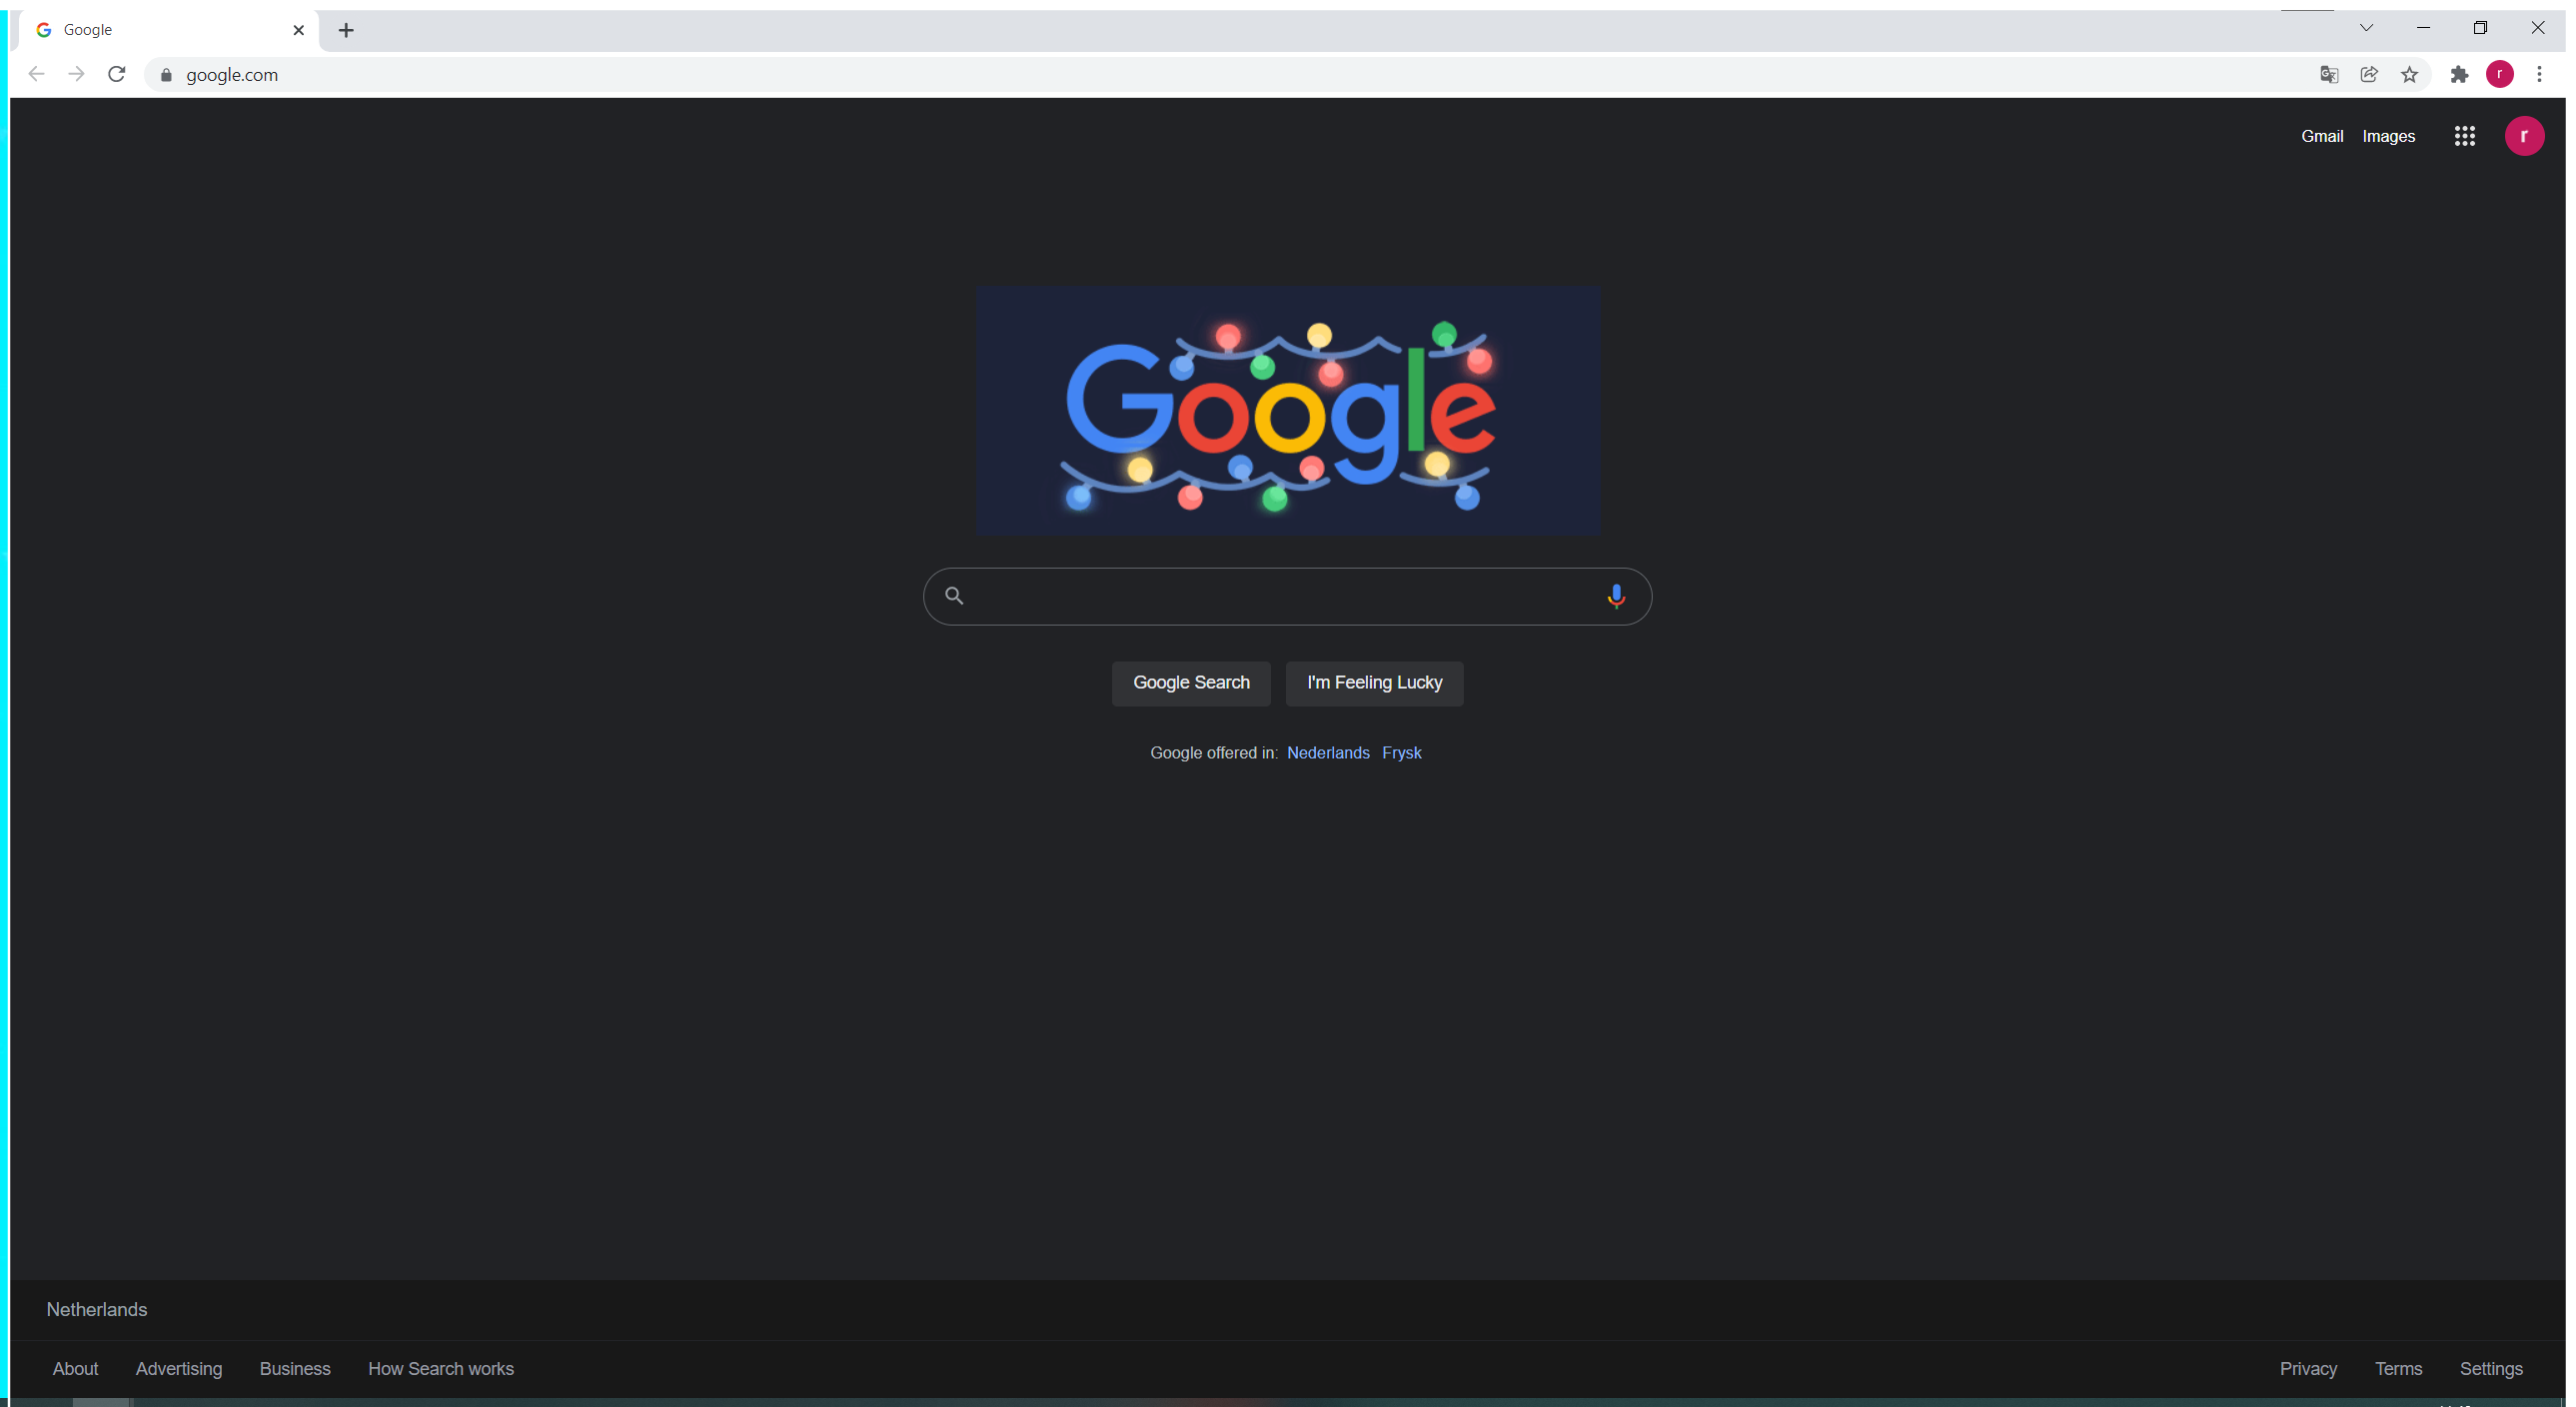 Google
google.com
r
Gmail Images
r
Google
Google Search I'm Feeling Lucky
Google offered in: Nederlands Frysk
Netherlands
About Advertising Business How Search works
Privacy Terms Settings